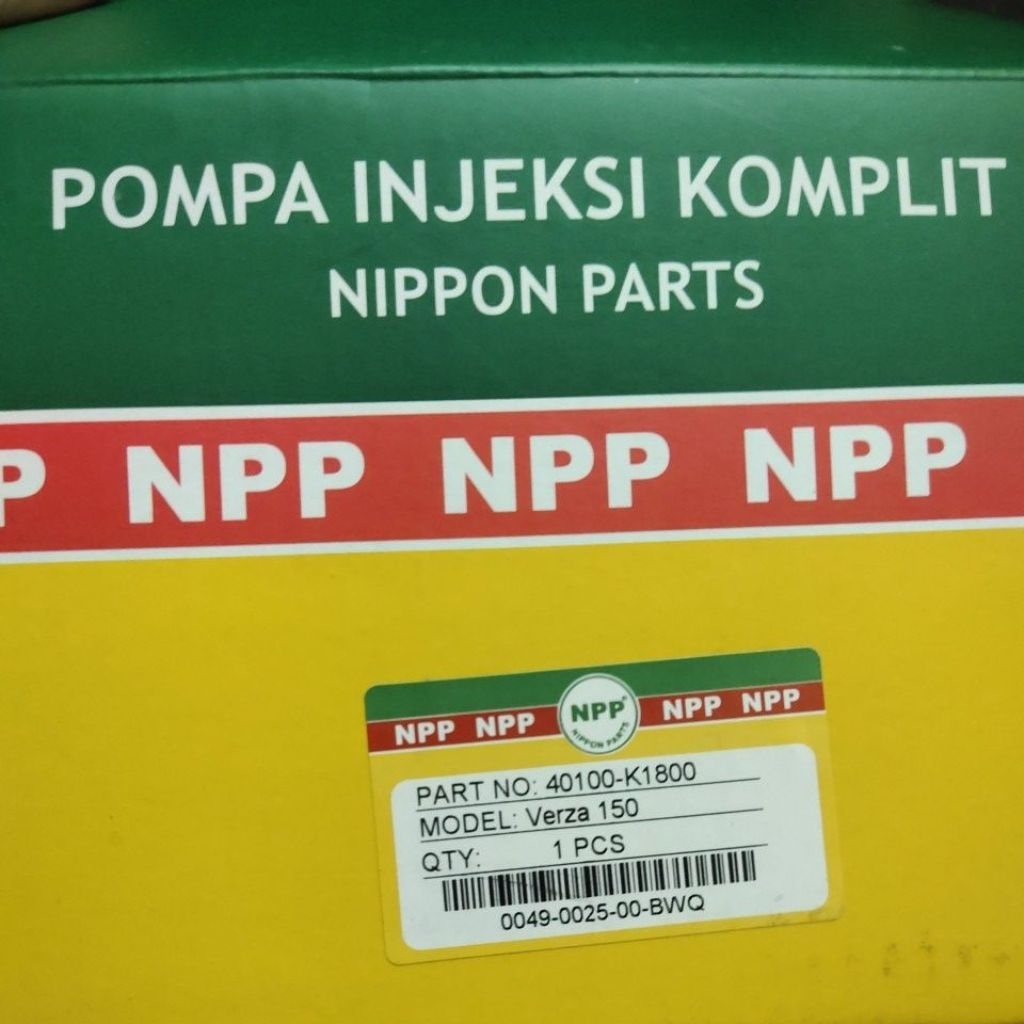 POMPA INJEKSI KOMPLIT
NIPPON PARTS
P NPP NPP NPP
NPP NPP NPP NPP NPP
NIPPON PARTS
PART NO: 40100-K1800
MODEL: Verza 150
QTY: 1 PCS
0049-0025-00-BWQ